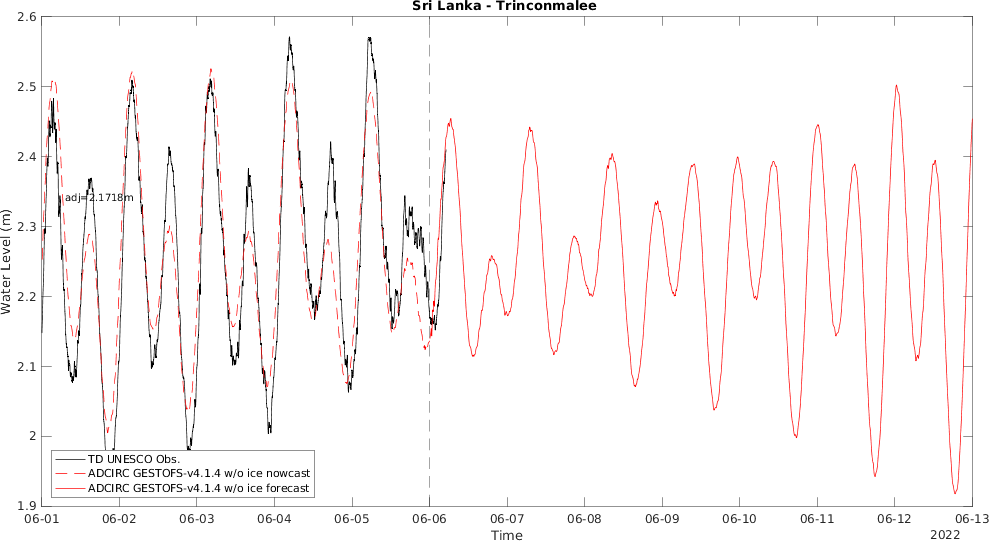 Sri Lanka - Trinconmalee
2.6
2.5
2.4
2.3
2.2
2.1
2
1.9
Water Level (m)
adj=2.1718m
TD UNESCO Obs.
ADCIRC GESTOFS-v4.1.4 w/o ice nowcast
ADCIRC GESTOFS-v4.1.4 w/o ice forecast
06-01 06-02 06-03 06-04 06-05 06-06 06-07 06-08 06-09 06-10 06-11 06-12 06-13
Time
2022